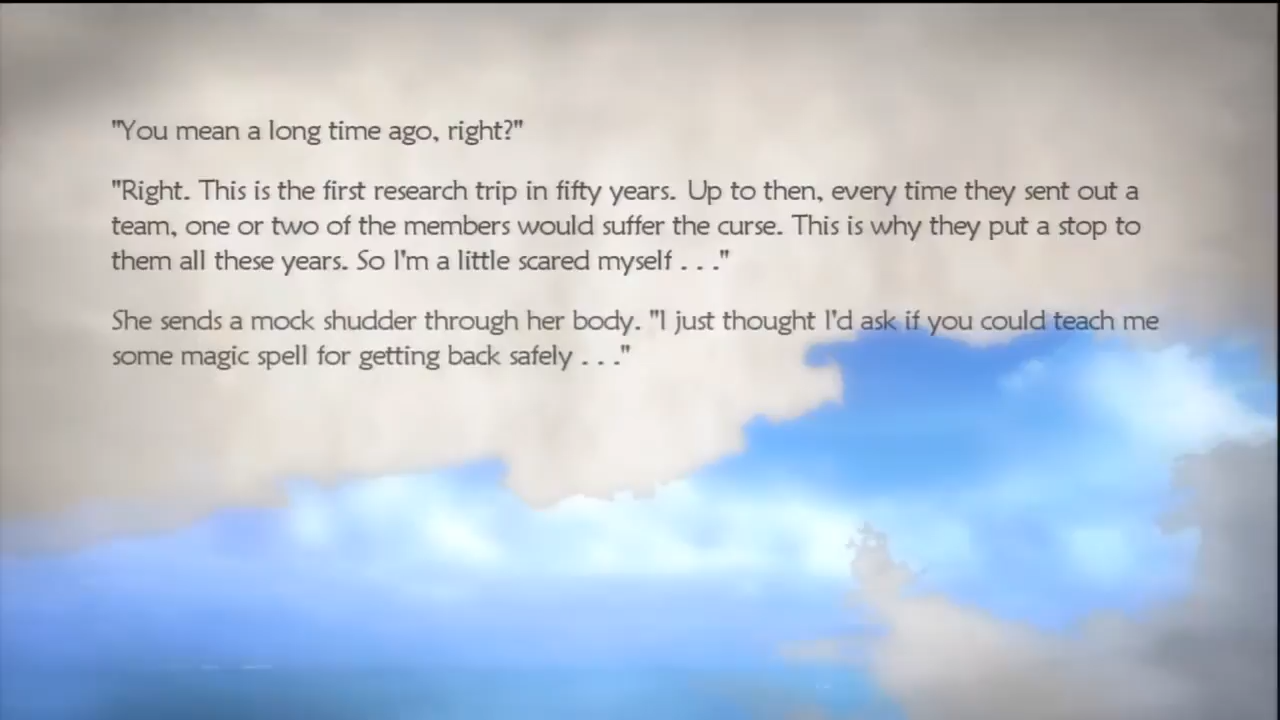 "You mean a long time ago, right?"
"Right. This is the first research trip in fifty years. Up to then, every time they sent out a
team, one or two of the members would suffer the curse. This is why they put a stop to
them all these years. So I'm a little scared myself . . ."
She sends a mock shudder through her body. "I just thought I'd ask if you could teach me
some magic spell for getting back safely . . ."